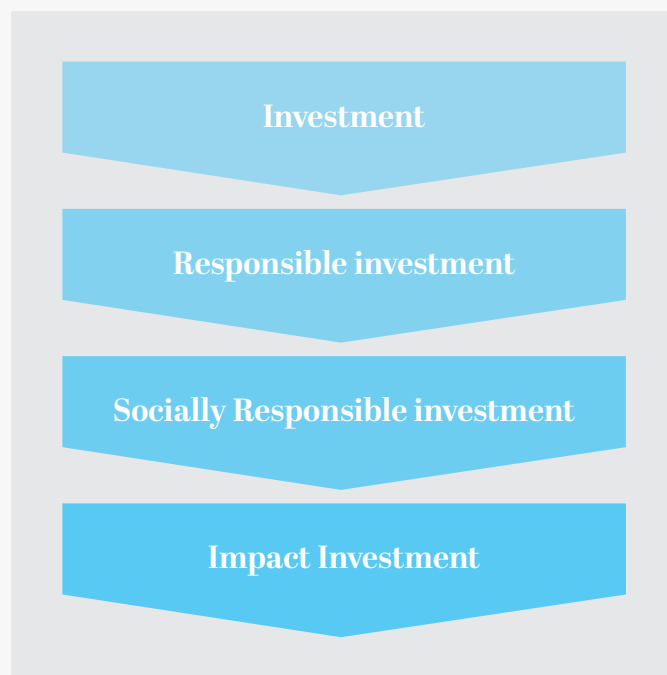 Investment
Responsible investment
Socially Responsible investment
Impact Investment